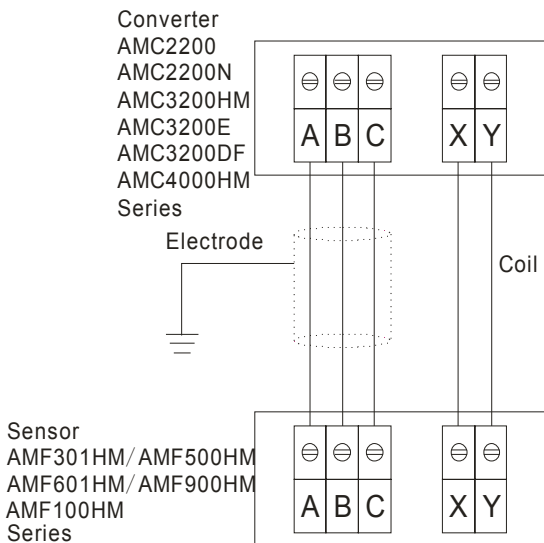 Converter
AMC2200
AMC2200N
AMC3200HM
AMC3200E
AMC3200DF
AMC4000HM
Series
A B C X Y
Electrode
Coil
Sensor
AMF301HM/AMF500HM
AMF601HM/AMF900HM
AMF100HM
Series
A B C X Y